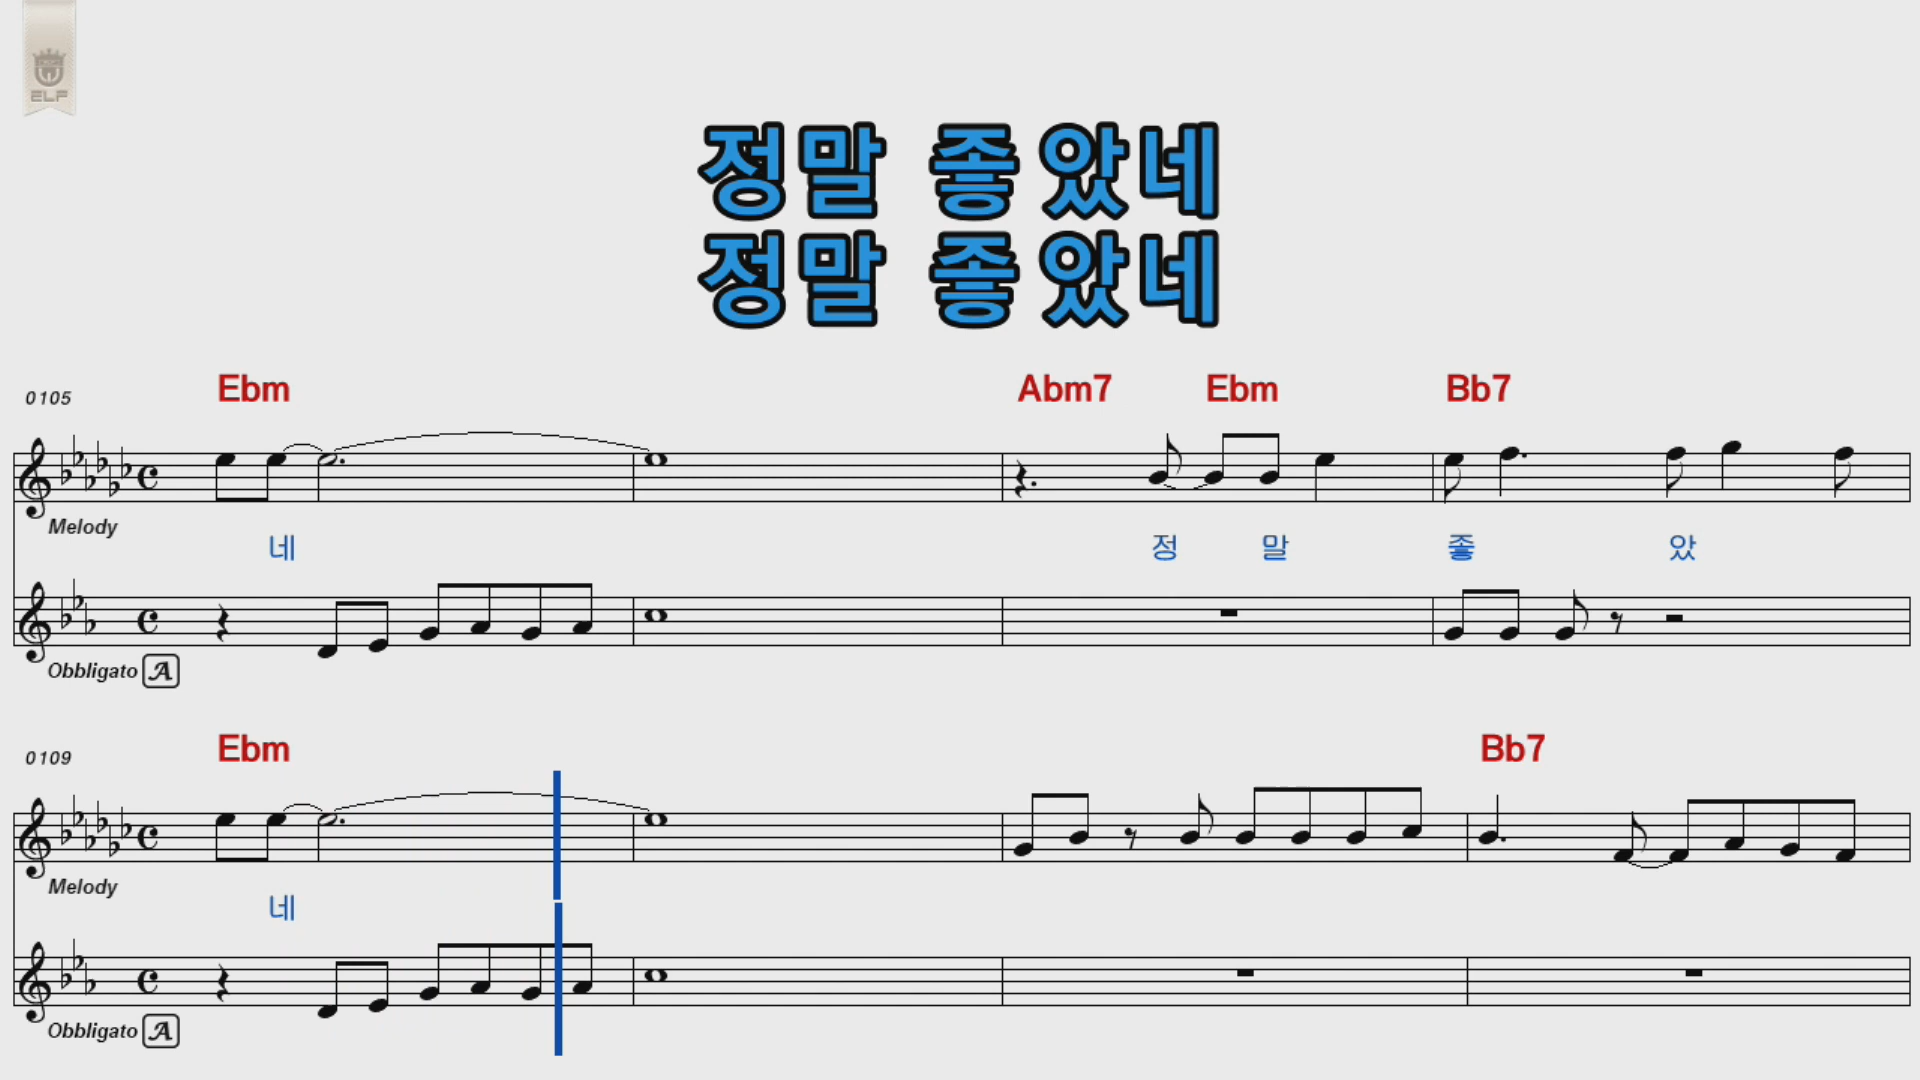 ELF
정말 좋았네
정말 좋았네
0105 Ebm Abm7 Ebm Bb7
Melody
네 정 말 좋 았
Obbligato A
0109 Ebm Bb7
Melody
네
Obbligato A